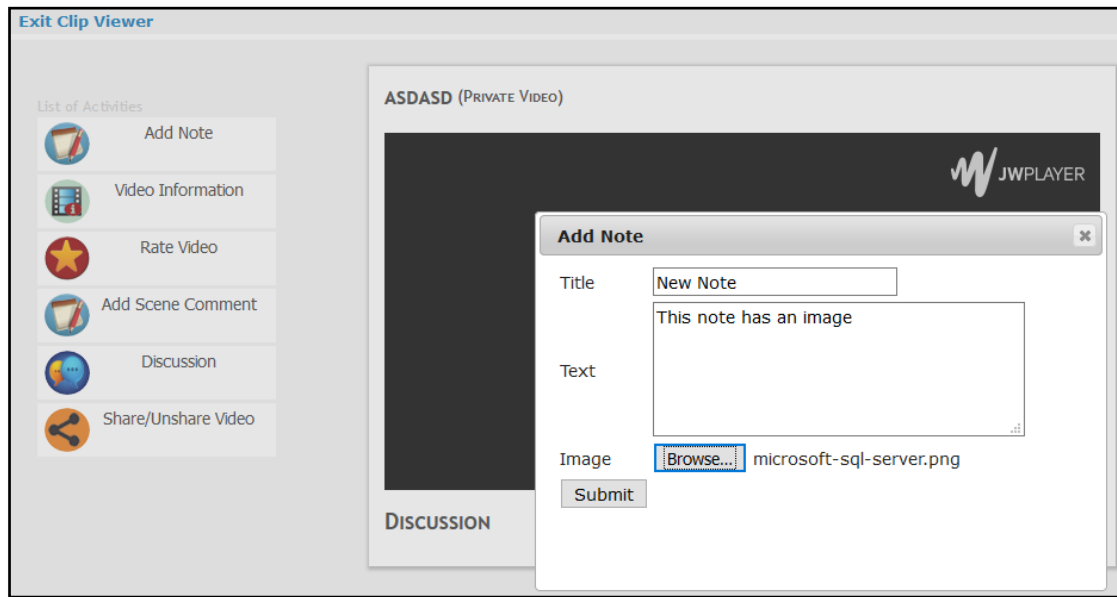 Exit Clip Viewer
List of Activities
Add Note
Video Information
Rate Video
Add Scene Comment
Discussion
Share/Unshare Video
ASDASD (Private Video)
JWPLAYER
Add Note
Title New Note
Text This note has an image
Image Browse... microsoft-sql-server.png
Submit
Discussion